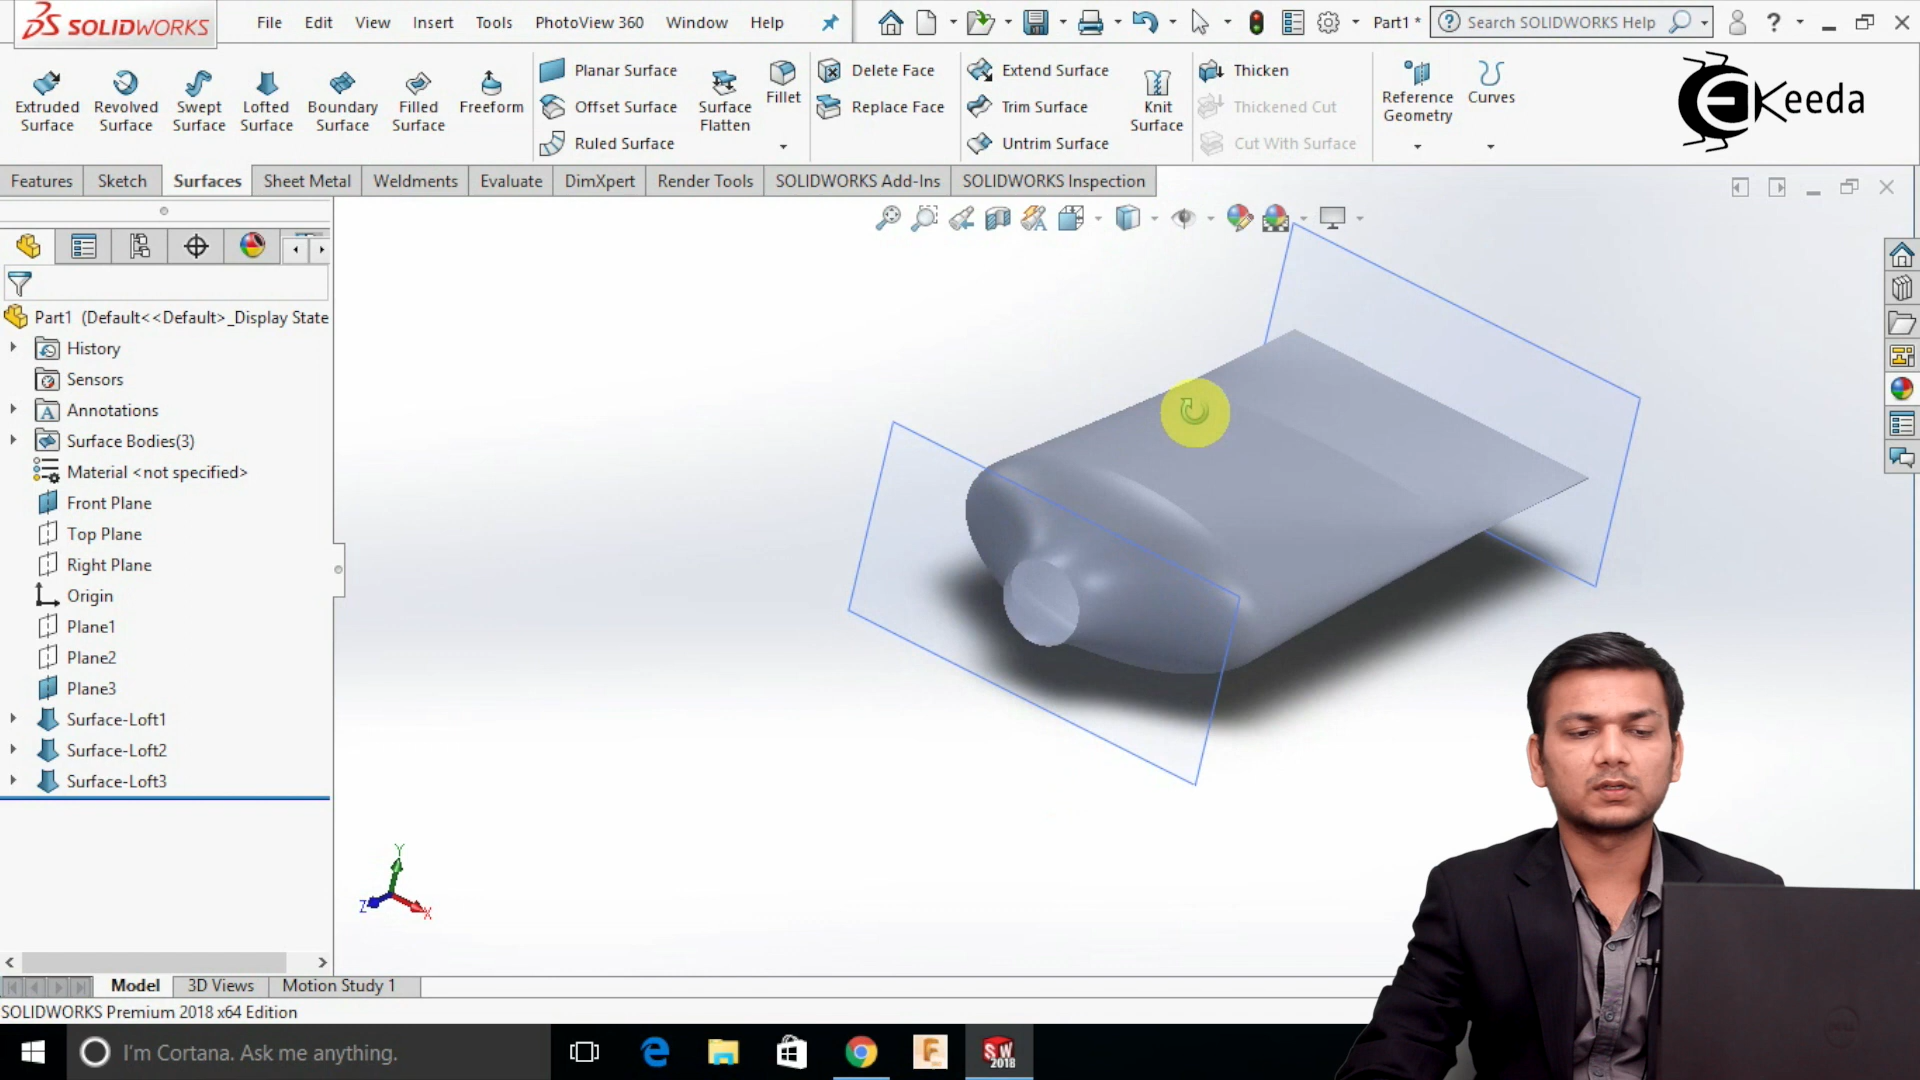 SOLIDWORKS File Edit View Insert Tools PhotoView 360 Window Help Part1 * Search SOLIDWORKS Help ?
Extruded Surface
Revolved Surface
Swept Surface
Lofted Surface
Boundary Surface
Filled Surface
Freeform
Planar Surface
Offset Surface
Ruled Surface
Surface Flatten
Fillet
Delete Face
Replace Face
Extend Surface
Trim Surface
Untrim Surface
Knit Surface
Thicken
Thickened Cut
Cut With Surface
Reference Geometry
Curves
EKeeda
Features Sketch Surfaces Sheet Metal Weldments Evaluate DimXpert Render Tools SOLIDWORKS Add-Ins SOLIDWORKS Inspection
Part1 (Default<<Default>_Display State
History
Sensors
Annotations
Surface Bodies(3)
Material <not specified>
Front Plane
Top Plane
Right Plane
Origin
Plane1
Plane2
Plane3
Surface-Loft1
Surface-Loft2
Surface-Loft3
Y
Z
X
Model 3D Views Motion Study 1
SOLIDWORKS Premium 2018 x64 Edition
I'm Cortana. Ask me anything.
SW
2018